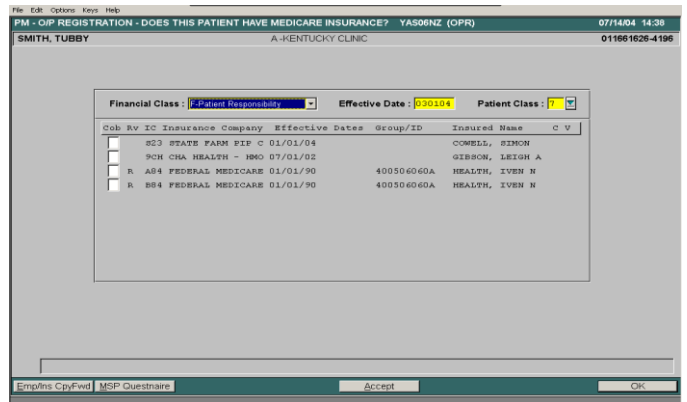 File Edit Options Keys Help
PM - O/P REGISTRATION - DOES THIS PATIENT HAVE MEDICARE INSURANCE? YAS06NZ (OPR) 07/14/04 14:38
SMITH, TUBBY A -KENTUCKY CLINIC 011661626-4196
Financial Class : F-Patient Responsibility Effective Date : 030104 Patient Class : 7
Cob Rv IC Insurance Company Effective Dates Group/ID Insured Name C V
S23 STATE FARM PIP C 01/01/04 COWELL, SIMON
9CH CHA HEALTH - HMO 07/01/02 GIBSON, LEIGH A
R A84 FEDERAL MEDICARE 01/01/90 400506060A HEALTH, IVEN N
R B84 FEDERAL MEDICARE 01/01/90 400506060A HEALTH, IVEN N
Emp/Ins CpyFwd MSP Questnaire Accept OK